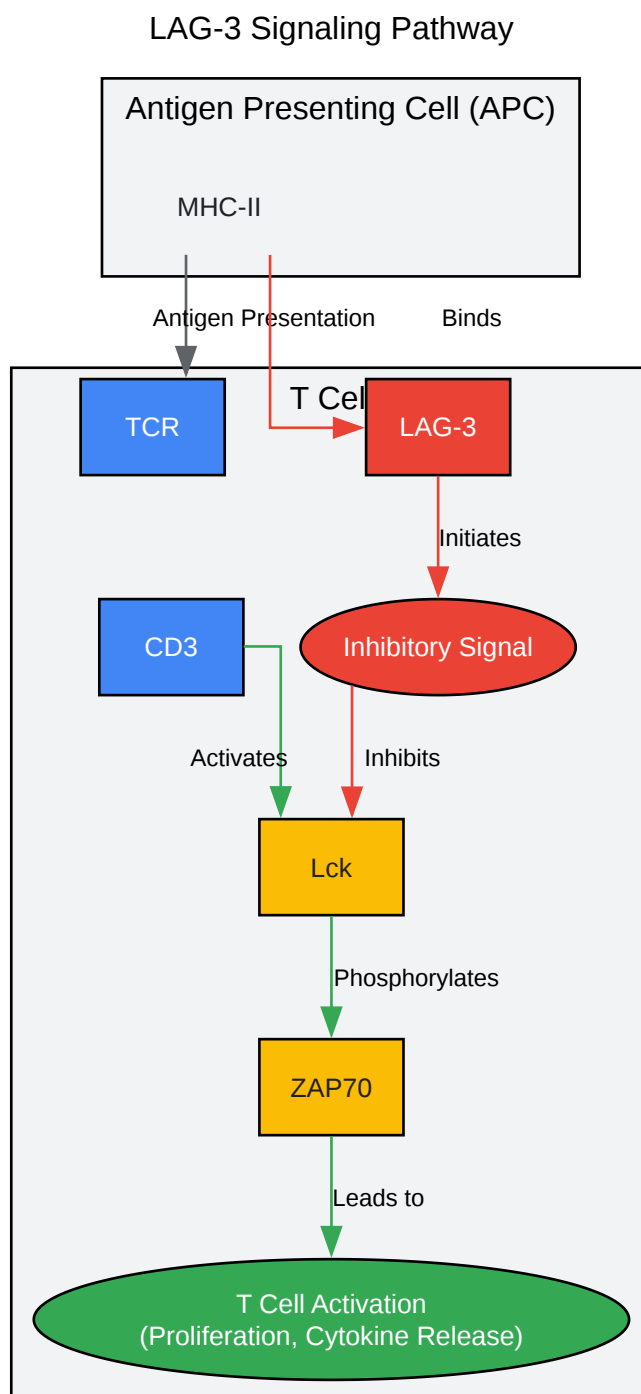 LAG-3 Signaling Pathway
Antigen Presenting Cell (APC)
MHC-II
Antigen Presentation
Binds
T Cel
TCR
LAG-3
Initiates
CD3
Inhibitory Signal
Activates
Inhibits
Lck
Phosphorylates
ZAP70
Leads to
T Cell Activation
(Proliferation, Cytokine Release)